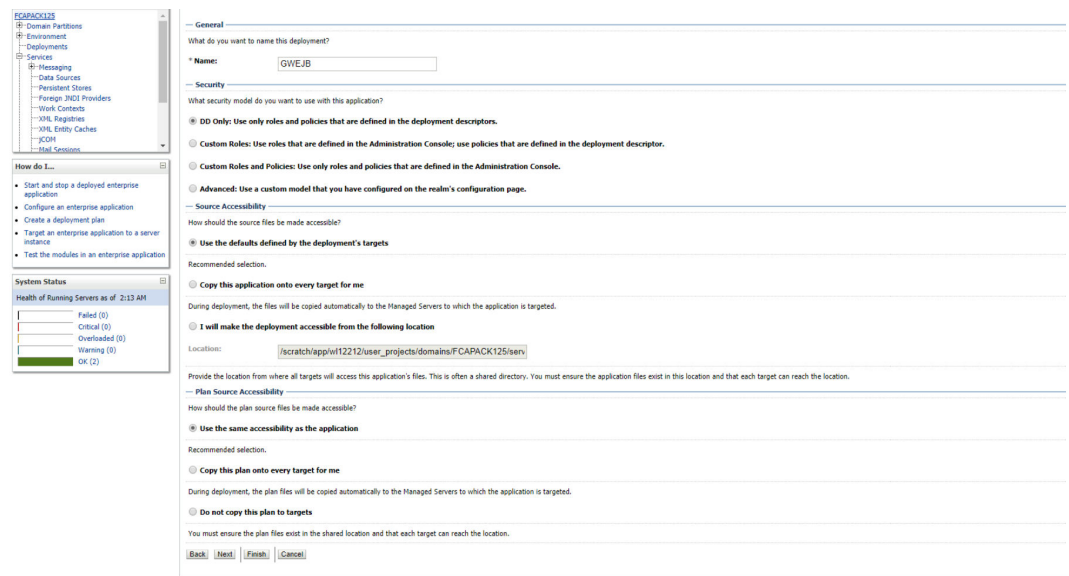 FCAPACK125
Domain Partitions
Environment
Deployments
Services
Messaging
Data Sources
Persistent Stores
Foreign JNDI Providers
Work Contexts
XML Registries
XML Entity Caches
jCOM
Mail Sessions
How do I...
Start and stop a deployed enterprise
application
Configure an enterprise application
Create a deployment plan
Target an enterprise application to a server
instance
Test the modules in an enterprise application
System Status
Health of Running Servers as of 2:13 AM
Failed (0)
Critical (0)
Overloaded (0)
Warning (0)
OK (2)
General
What do you want to name this deployment?
* Name: GWEJB
Security
What security model do you want to use with this application?
DD Only: Use only roles and policies that are defined in the deployment descriptors.
Custom Roles: Use roles that are defined in the Administration Console; use policies that are defined in the deployment descriptor.
Custom Roles and Policies: Use only roles and policies that are defined in the Administration Console.
Advanced: Use a custom model that you have configured on the realm's configuration page.
Source Accessibility
How should the source files be made accessible?
Use the defaults defined by the deployment's targets
Recommended selection.
Copy this application onto every target for me
During deployment, the files will be copied automatically to the Managed Servers to which the application is targeted.
I will make the deployment accessible from the following location
Location: /scratch/app/wl12212/user_projects/domains/FCAPACK125/serv
Provide the location from where all targets will access this application's files. This is often a shared directory. You must ensure the application files exist in this location and that each target can reach the location.
Plan Source Accessibility
How should the plan source files be made accessible?
Use the same accessibility as the application
Recommended selection.
Copy this plan onto every target for me
During deployment, the plan files will be copied automatically to the Managed Servers to which the application is targeted.
Do not copy this plan to targets
You must ensure the plan files exist in the shared location and that each target can reach the location.
Back Next Finish Cancel